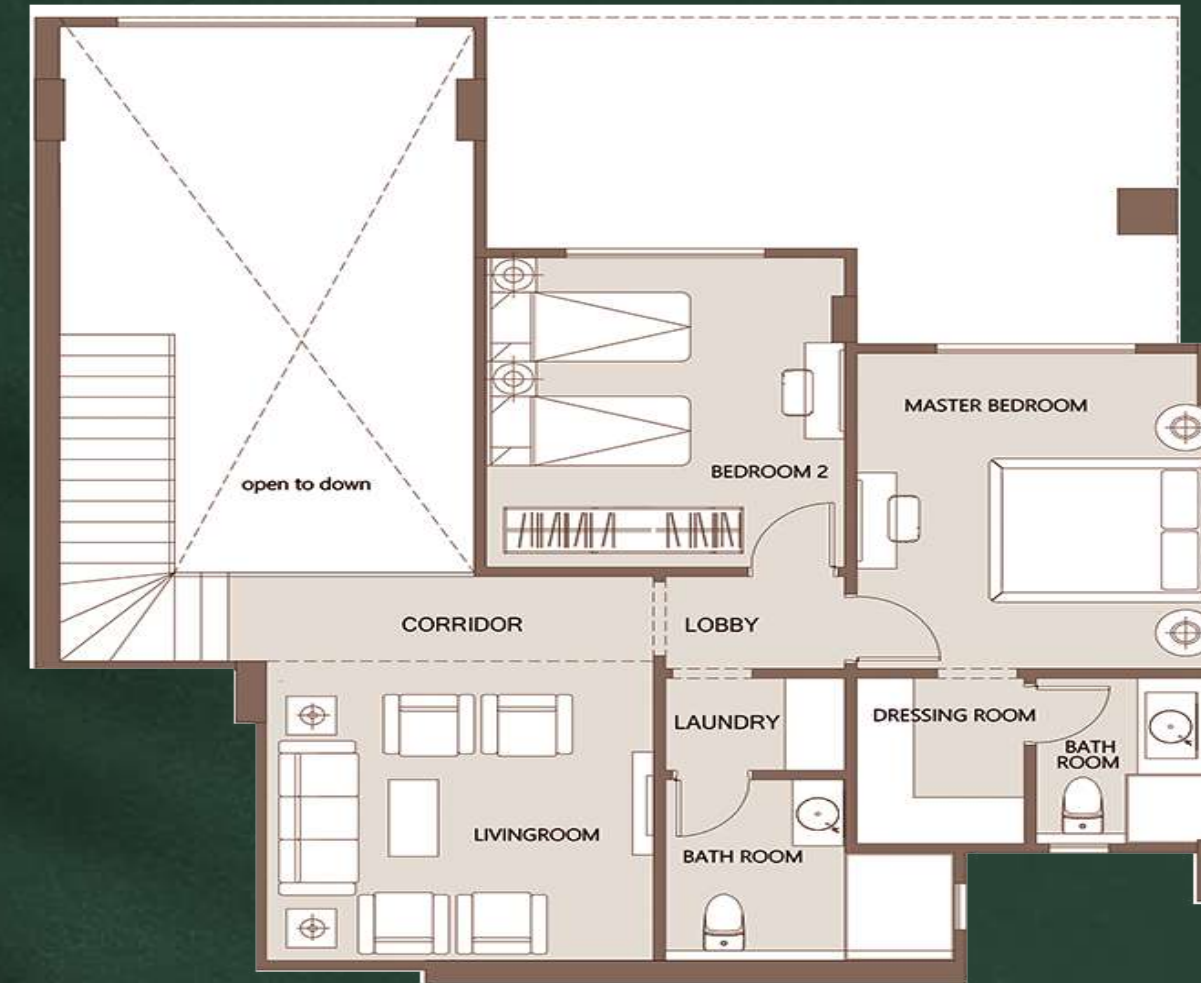 MASTER BEDROOM
BEDROOM 2
open to down
CORRIDOR
LOBBY
LAUNDRY
DRESSING ROOM
BATH
ROOM
LIVINGROOM
BATH ROOM